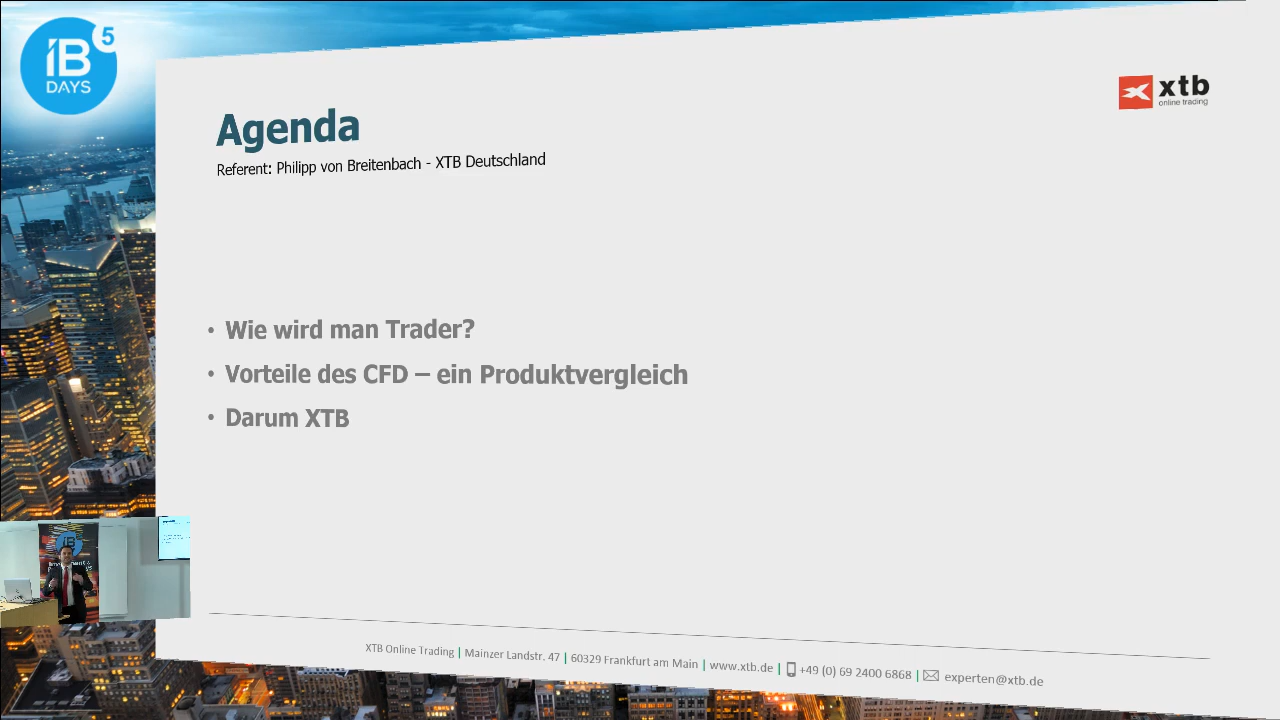 5
IB
DAYS
xtb
online trading
Agenda
Referent: Philipp von Breitenbach - XTB Deutschland
• Wie wird man Trader?
• Vorteile des CFD – ein Produktvergleich
• Darum XTB
IB
XTB Online Trading | Mainzer Landstr. 47 | 60329 Frankfurt am Main | www.xtb.de | +49 (0) 69 2400 6868 | experten@xtb.de